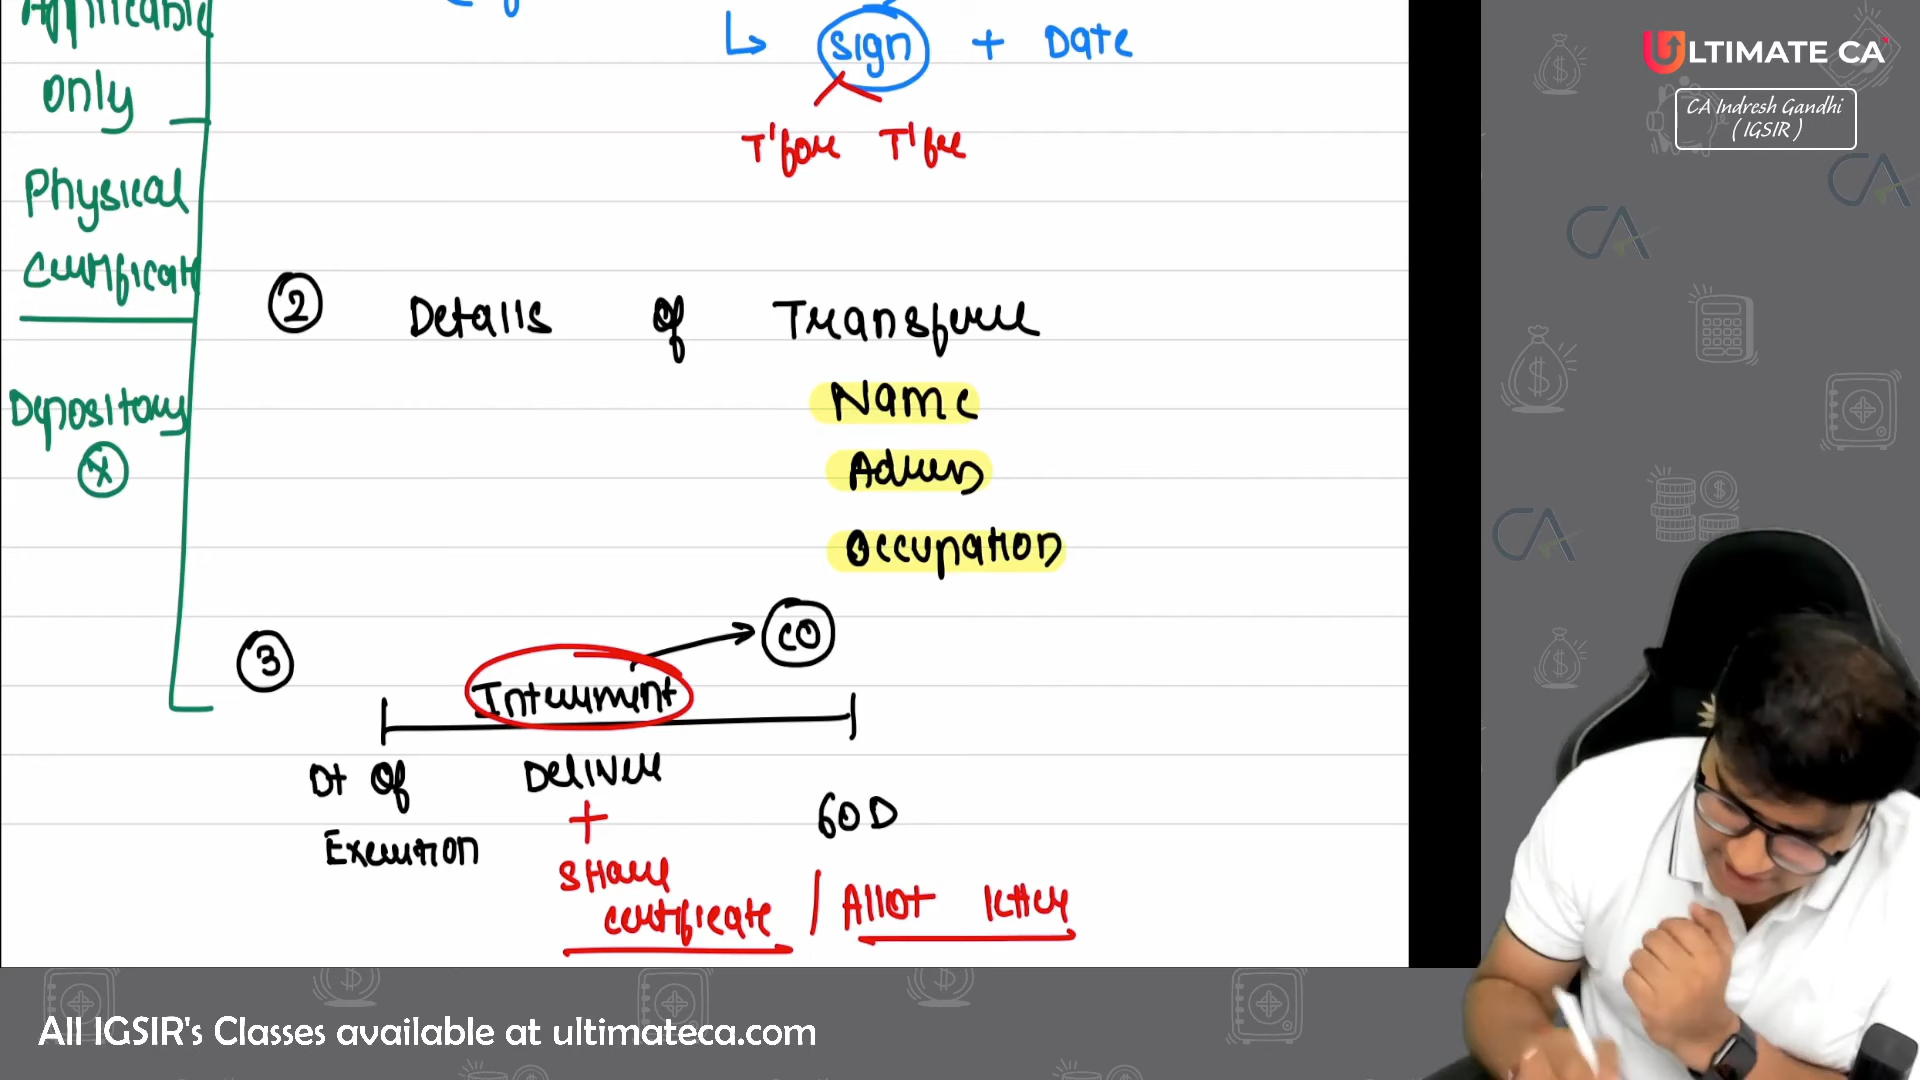 Applicable
only
Physical
Certificate
Depository
X
↳ Sign + Date
T'for T'fee
② Details of Transferee
Name
Address
Occupation
③
Instrument → CO
Dt of Execution
Deliver
+
Share certificate / Allot letter
60D
ULTIMATE CA
CA Indresh Gandhi
( IGSIR )
All IGSIR's Classes available at ultimateca.com